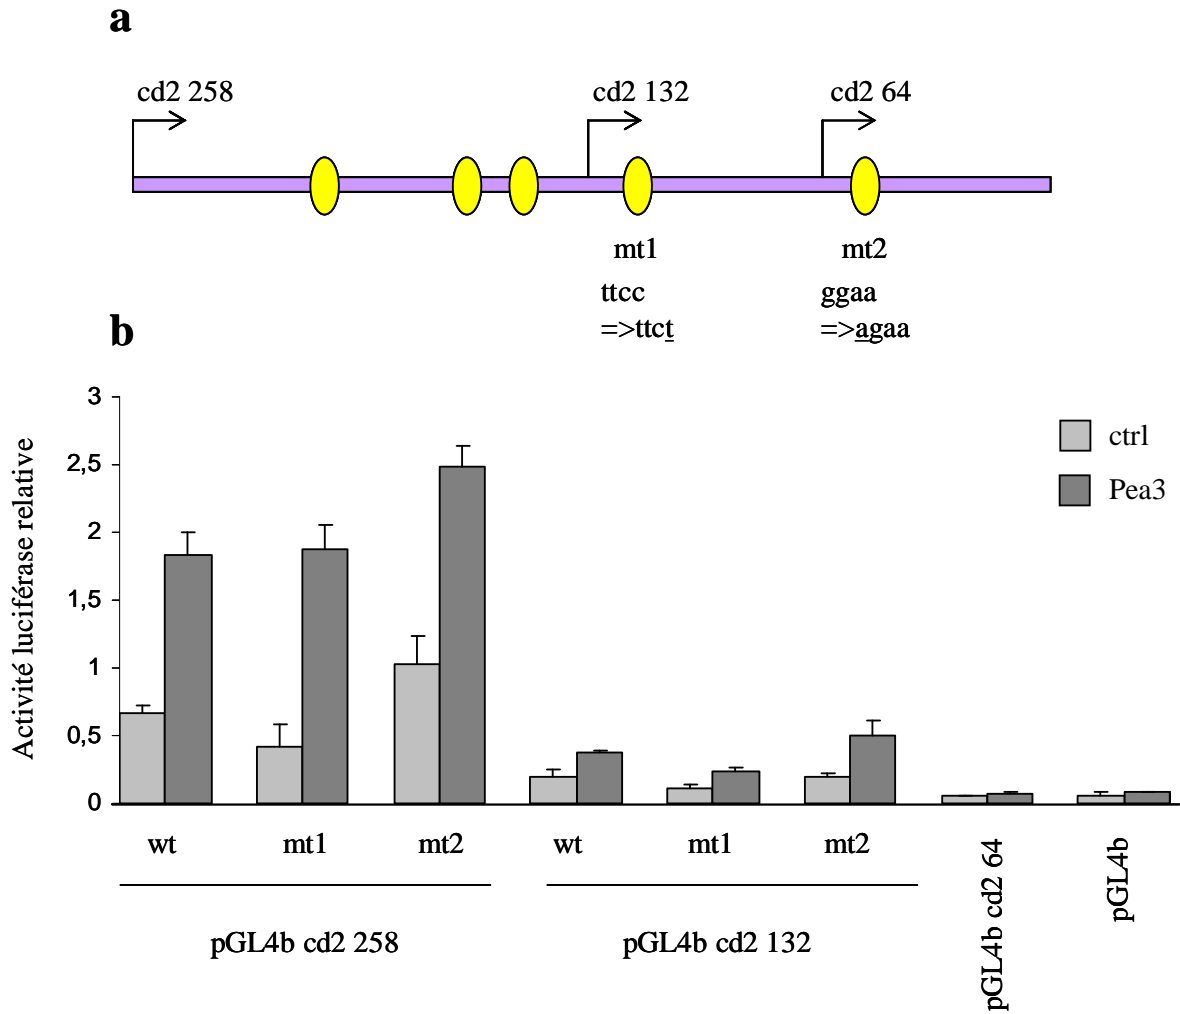 a
cd2 258 cd2 132 cd2 64
mt1 mt2
ttcc ggaa
=>ttct =>agaa
b
Activité luciférase relative
3
2,5
2
1,5
1
0,5
0
ctrl
Pea3
wt mt1 mt2 wt mt1 mt2
pGL4b cd2 258 pGL4b cd2 132
pGL4b cd2 64
pGL4b